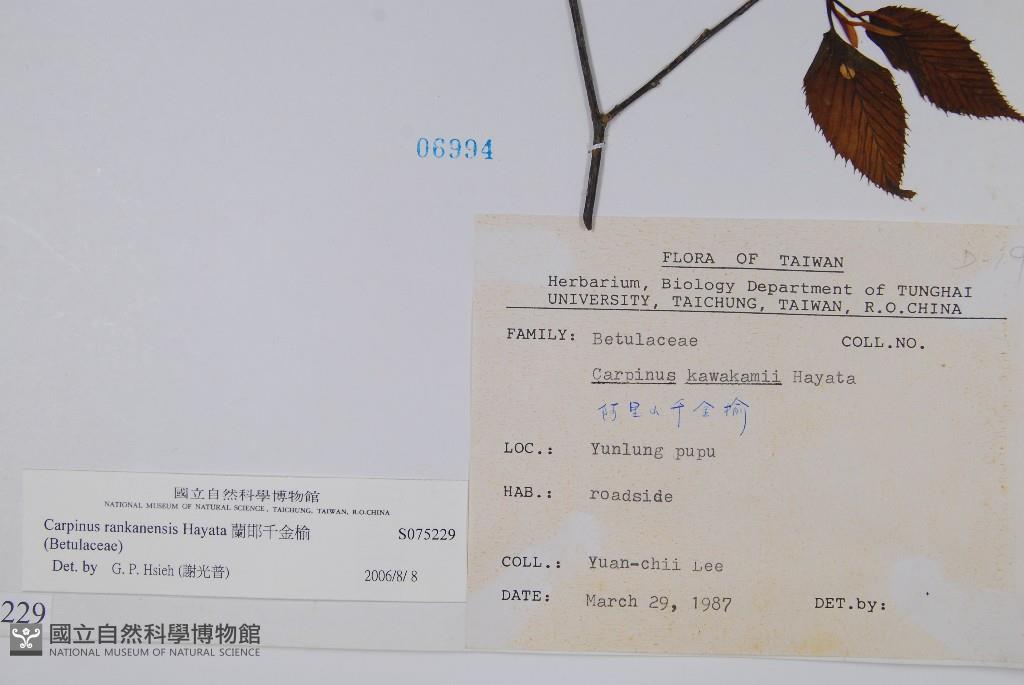 06994
D-19
FLORA OF TAIWAN
Herbarium, Biology Department of TUNGHAI
UNIVERSITY, TAICHUNG, TAIWAN, R.O.CHINA
FAMILY: Betulaceae COLL.NO.
Carpinus kawakamii Hayata
阿里山千金榆
LOC.: Yunlung pupu
HAB.: roadside
COLL.: Yuan-chii Lee
DATE: March 29, 1987 DET.by:
國立自然科學博物館
NATIONAL MUSEUM OF NATURAL SCIENCE, TAICHUNG, TAIWAN, R.O.CHINA
Carpinus rankanensis Hayata 蘭邯千金榆 S075229
(Betulaceae)
Det. by G. P. Hsieh (謝光普) 2006/8/ 8
229
國立自然科學博物館
NATIONAL MUSEUM OF NATURAL SCIENCE